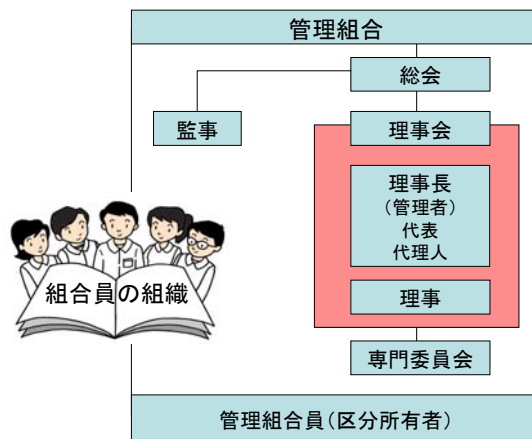 管理組合
総会
監事
理事会
理事長
(管理者)
代表
代理人
組合員の組織
理事
専門委員会
管理組合員(区分所有者)